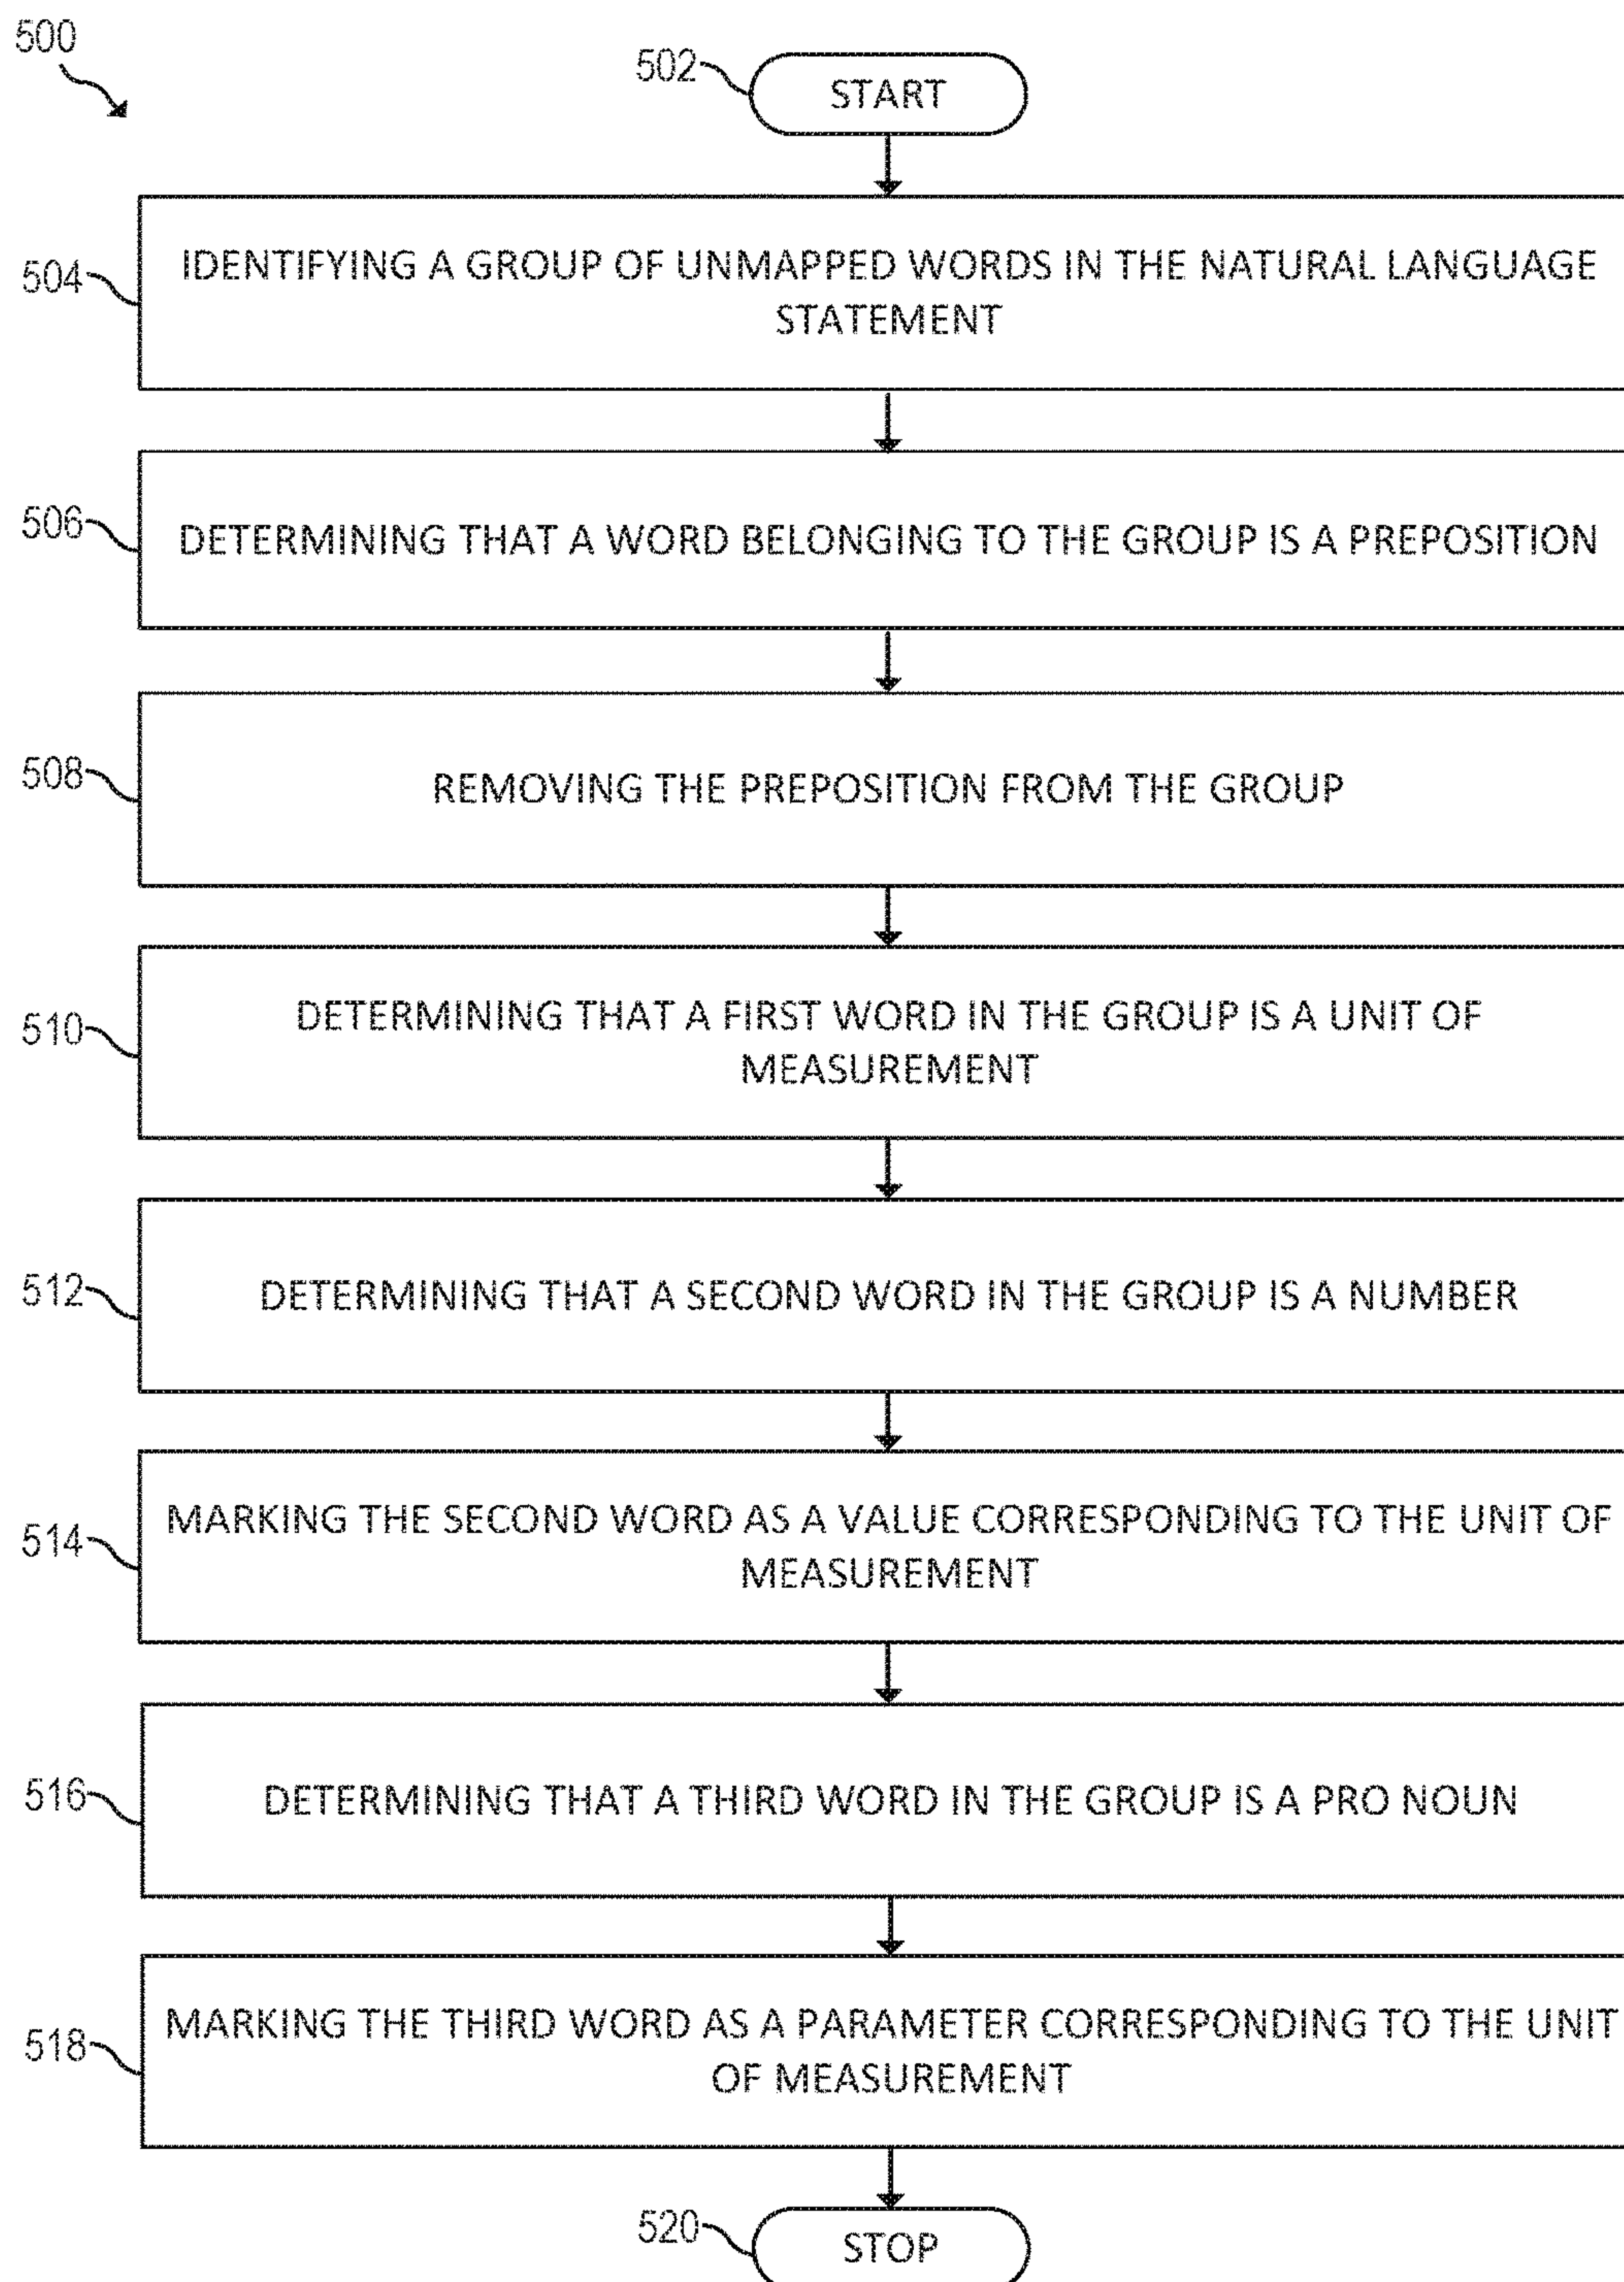 500
502
START
504
IDENTIFYING A GROUP OF UNMAPPED WORDS IN THE NATURAL LANGUAGE
STATEMENT
506
DETERMINING THAT A WORD BELONGING TO THE GROUP IS A PREPOSITION
508
REMOVING THE PREPOSITION FROM THE GROUP
510
DETERMINING THAT A FIRST WORD IN THE GROUP IS A UNIT OF
MEASUREMENT
512
DETERMINING THAT A SECOND WORD IN THE GROUP IS A NUMBER
514
MARKING THE SECOND WORD AS A VALUE CORRESPONDING TO THE UNIT OF
MEASUREMENT
516
DETERMINING THAT A THIRD WORD IN THE GROUP IS A PRO NOUN
518
MARKING THE THIRD WORD AS A PARAMETER CORRESPONDING TO THE UNIT
OF MEASUREMENT
520
STOP